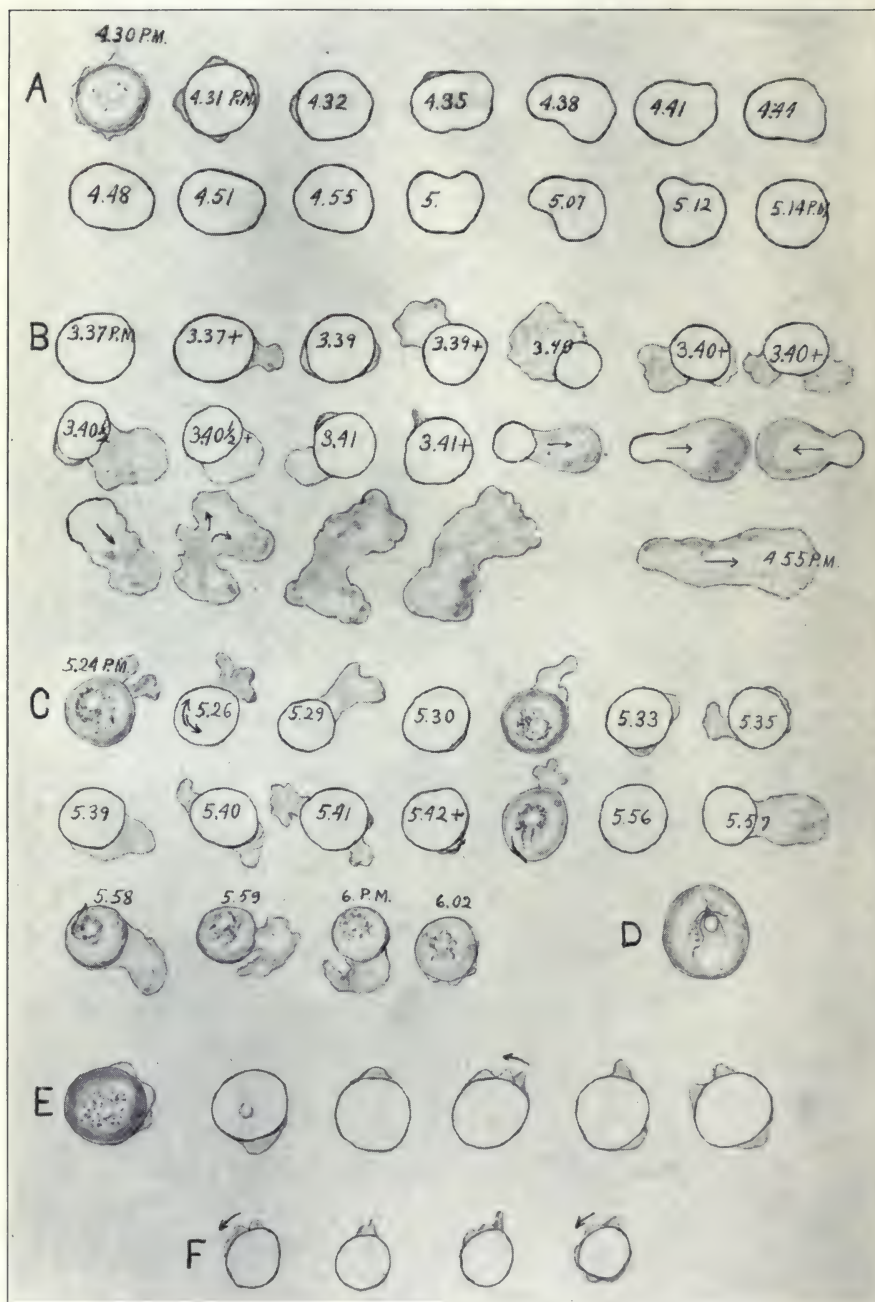 4.30 P.M.
A 4.31 P.M. 4.32 4.35 4.38 4.41 4.44
4.48 4.51 4.55 5. 5.07 5.12 5.14 P.M.
B 3.37 P.M. 3.37+ 3.39 3.39+ 3.40 3.40+ 3.40+
3.40½ 3.40½+ 3.41 3.41+
4.55 P.M.
5.24 P.M.
C 5.26 5.29 5.30 5.33 5.35
5.39 5.40 5.41 5.42+ 5.56 5.57
5.58 5.59 6. P.M. 6.02
D
E
F